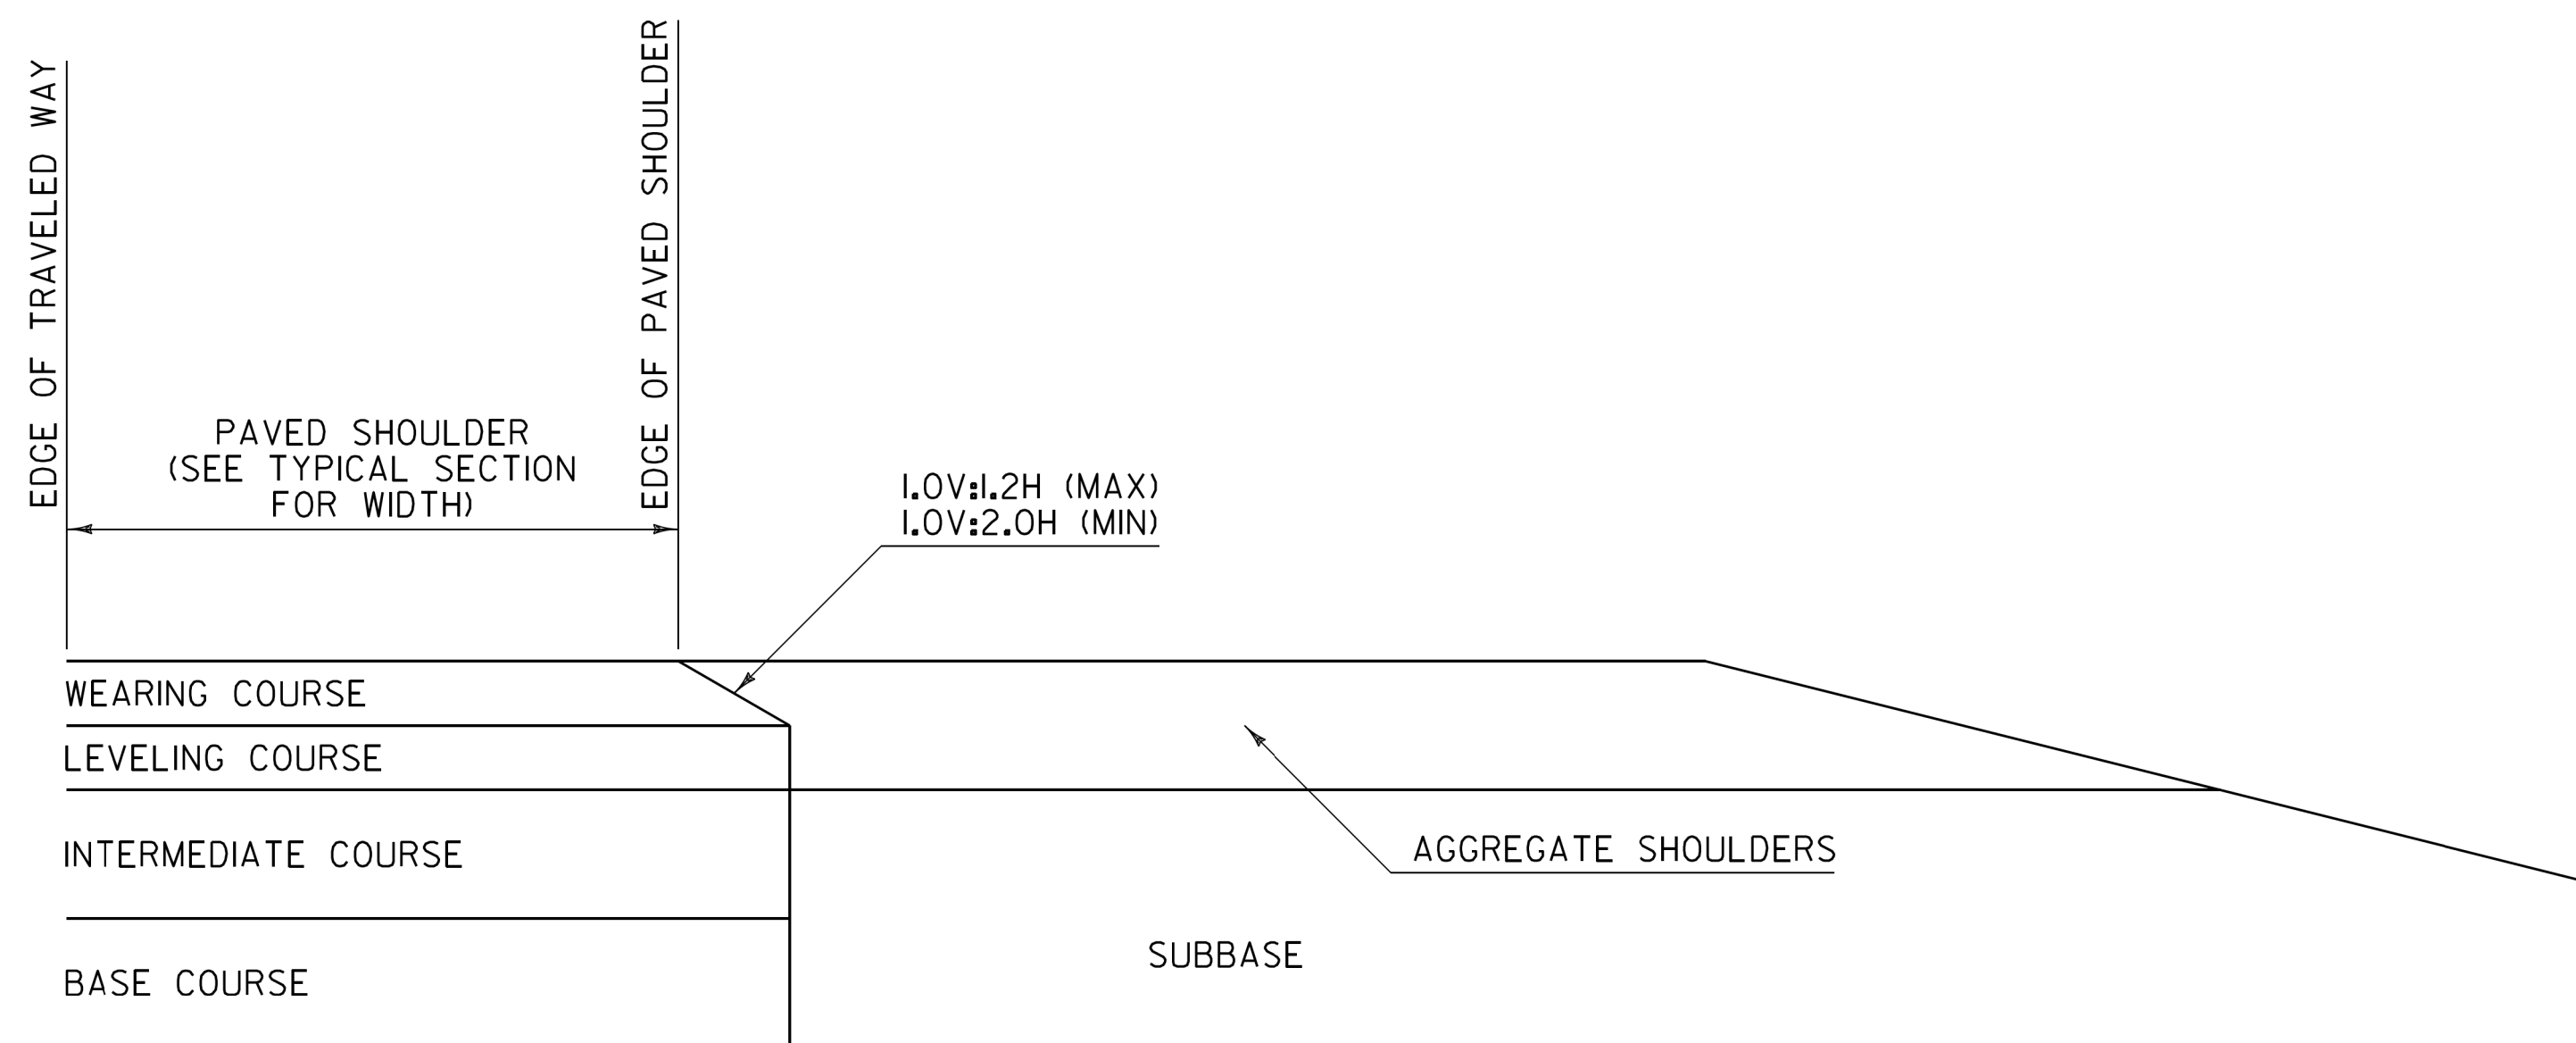 EDGE OF TRAVELED WAY
EDGE OF PAVED SHOULDER
PAVED SHOULDER
(SEE TYPICAL SECTION
FOR WIDTH)
1.0V:1.2H (MAX)
1.0V:2.0H (MIN)
WEARING COURSE
LEVELING COURSE
INTERMEDIATE COURSE
AGGREGATE SHOULDERS
SUBBASE
BASE COURSE